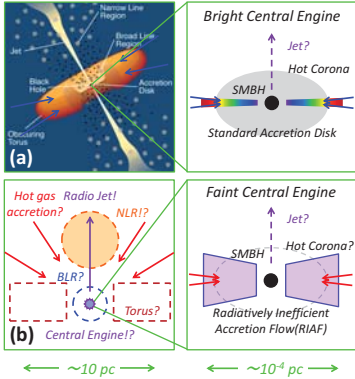 Narrow Line
Region
Broad Line
Region
Jet
Black
Hole
Accretion
Disk
Obscuring
Torus
(a)
Bright Central Engine
Jet?
Hot Corona
SMBH
Standard Accretion Disk
Hot gas
accretion?
Radio Jet!
NLR!?
BLR?
Torus?
(b)
Central Engine!?
Faint Central Engine
Jet?
SMBH
Hot Corona?
Radiatively Inefficient
Accretion Flow(RIAF)
~10 pc
~10⁻⁴ pc